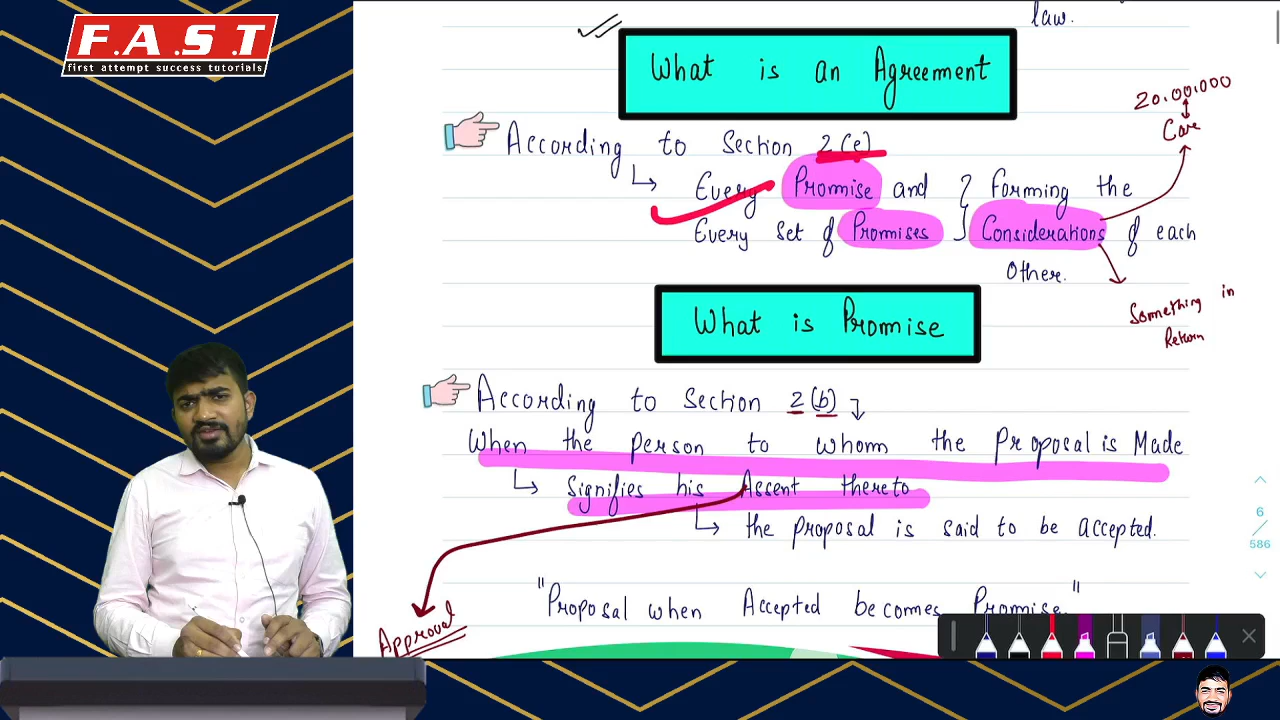 F.A.S.T
first attempt success tutorials
law.
What is an Agreement
20,00,000
Care
According to Section 2(e)
Every Promise and
Every Set of Promises
Forming the
Considerations of each
Other.
Something in
Return
What is Promise
According to Section 2(b)
When the person to whom the Proposal is Made
Signifies his Assent thereto
the proposal is said to be accepted.
"Proposal when Accepted becomes Promise."
Approval
6
/
586